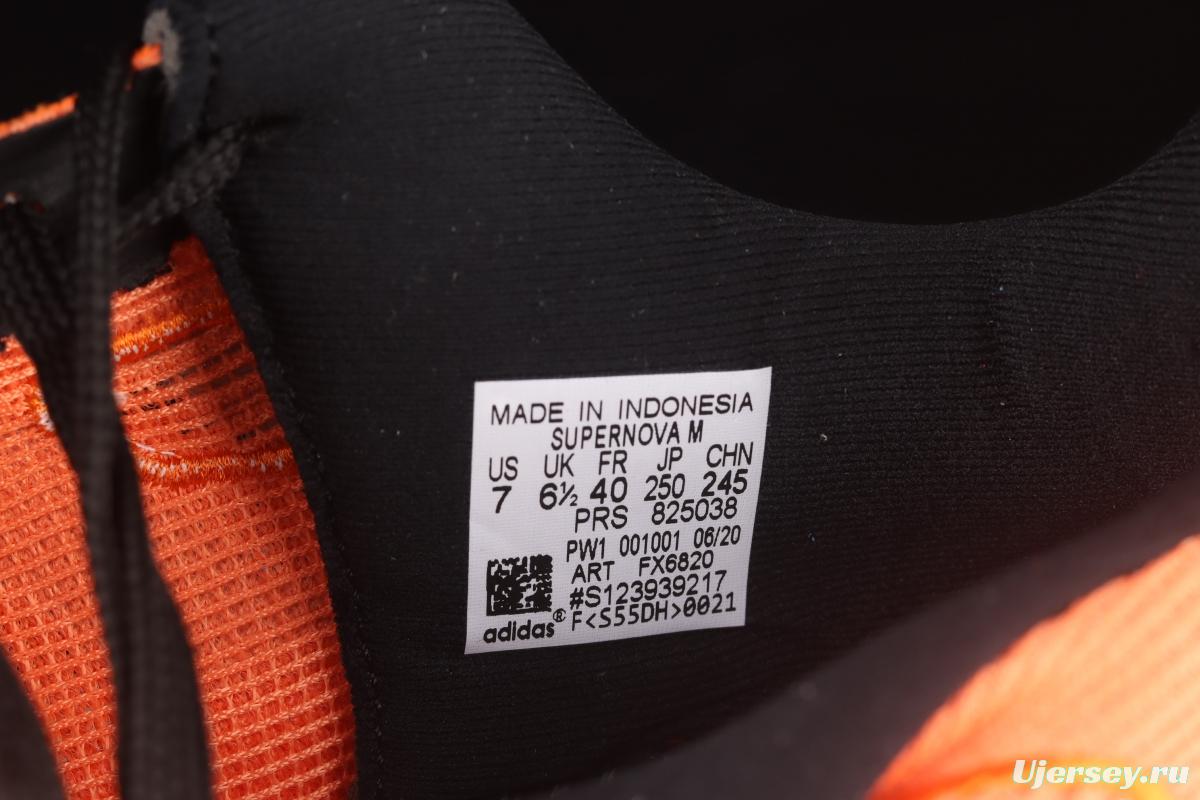 MADE IN INDONESIA
SUPERNOVA M
US UK FR JP CHN
7 6½ 40 250 245
PRS 825038
PW1 001001 06/20
ART FX6820
#S123939217
adidas® F<S55DH>0021
Ujersey.ru